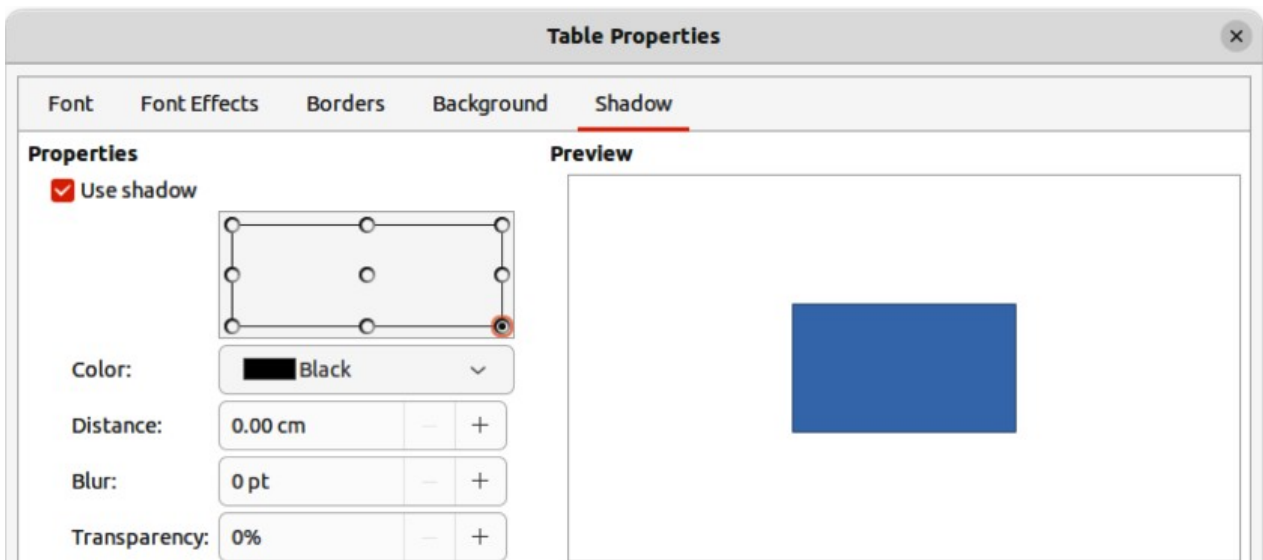 Table Properties
Font Font Effects Borders Background Shadow
Properties
Use shadow
Color: Black
Distance: 0.00 cm
Blur: 0 pt
Transparency: 0%
Preview